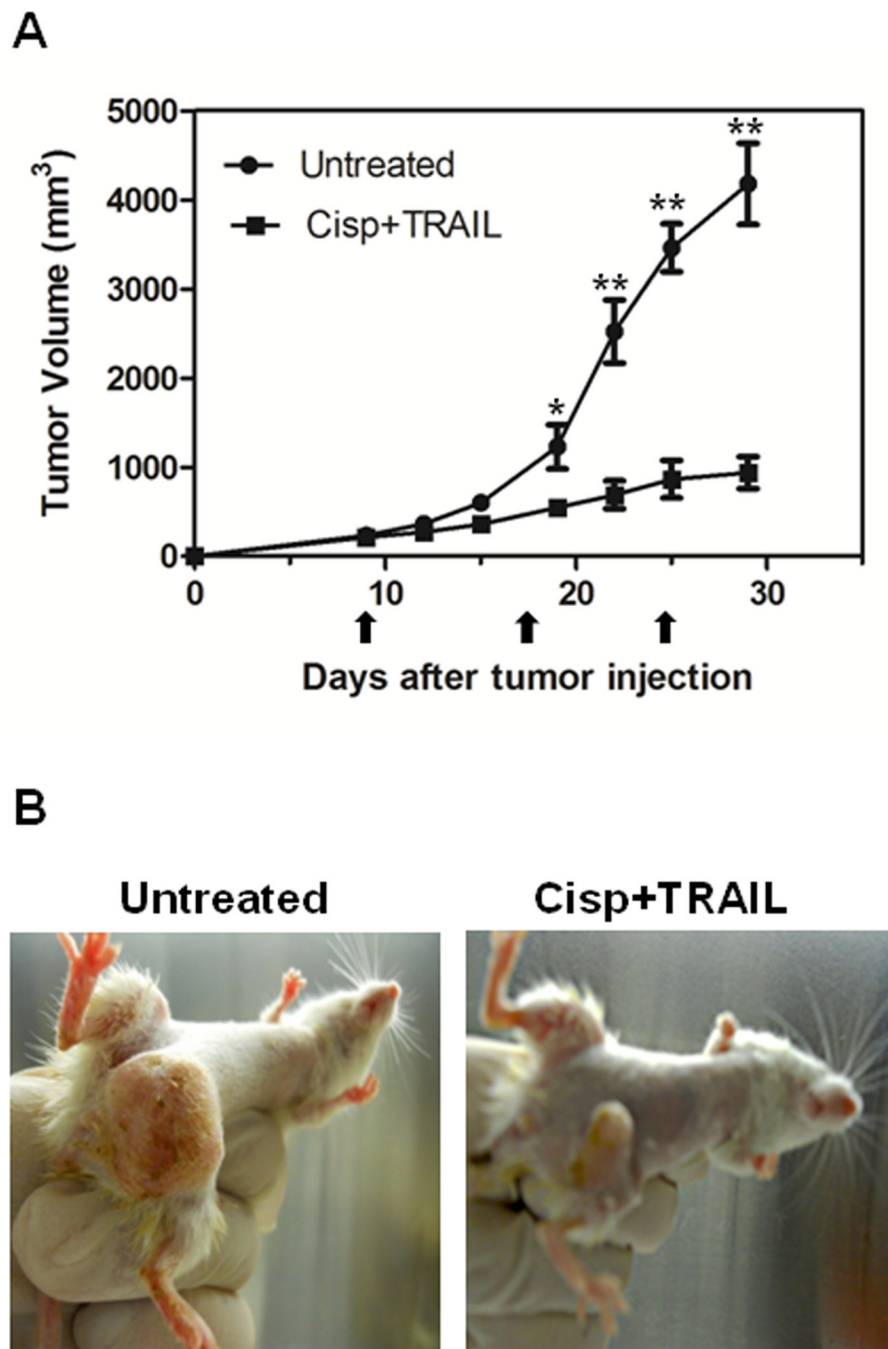 A
5000
4000
3000
2000
1000
0
Tumor Volume (mm³)
Untreated
Cisp+TRAIL
*
**
**
**
0 10 20 30
Days after tumor injection
B
Untreated Cisp+TRAIL